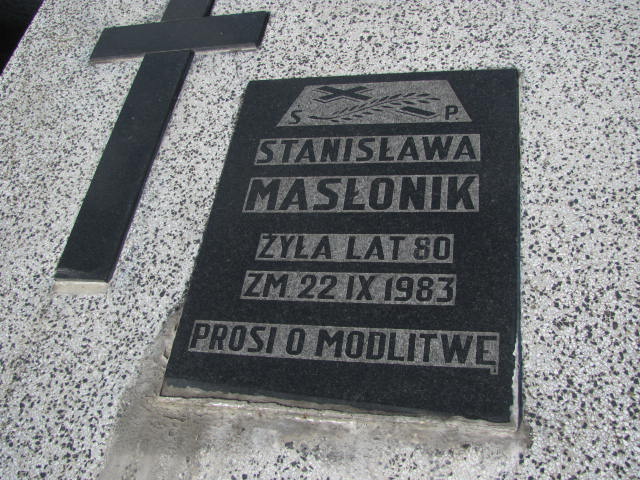 S P
STANISŁAWA
MASŁONIK
ŻYŁA LAT 80
ZM 22 IX 1983
PROSI O MODLITWĘ